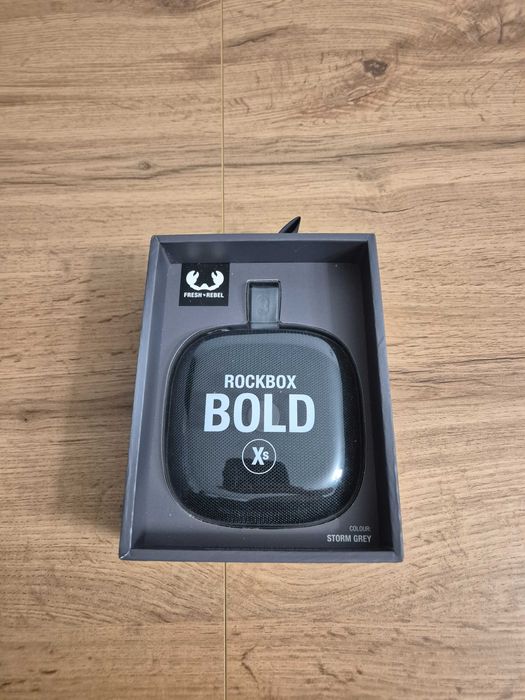 FRESH 'N REBEL
ROCKBOX
BOLD
Xs
COLOUR:
STORM GREY